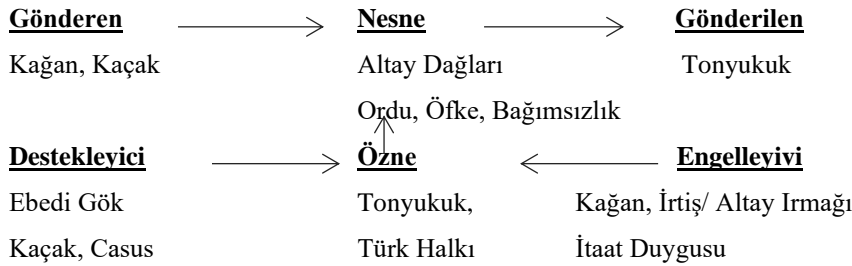 Gönderen Nesne Gönderilen
Kağan, Kaçak Altay Dağları Tonyukuk
Ordu, Öfke, Bağımsızlık
Destekleyici Özne Engelleyivi
Ebedi Gök Tonyukuk, Kağan, İrtiş/ Altay Irmağı
Kaçak, Casus Türk Halkı İtaat Duygusu